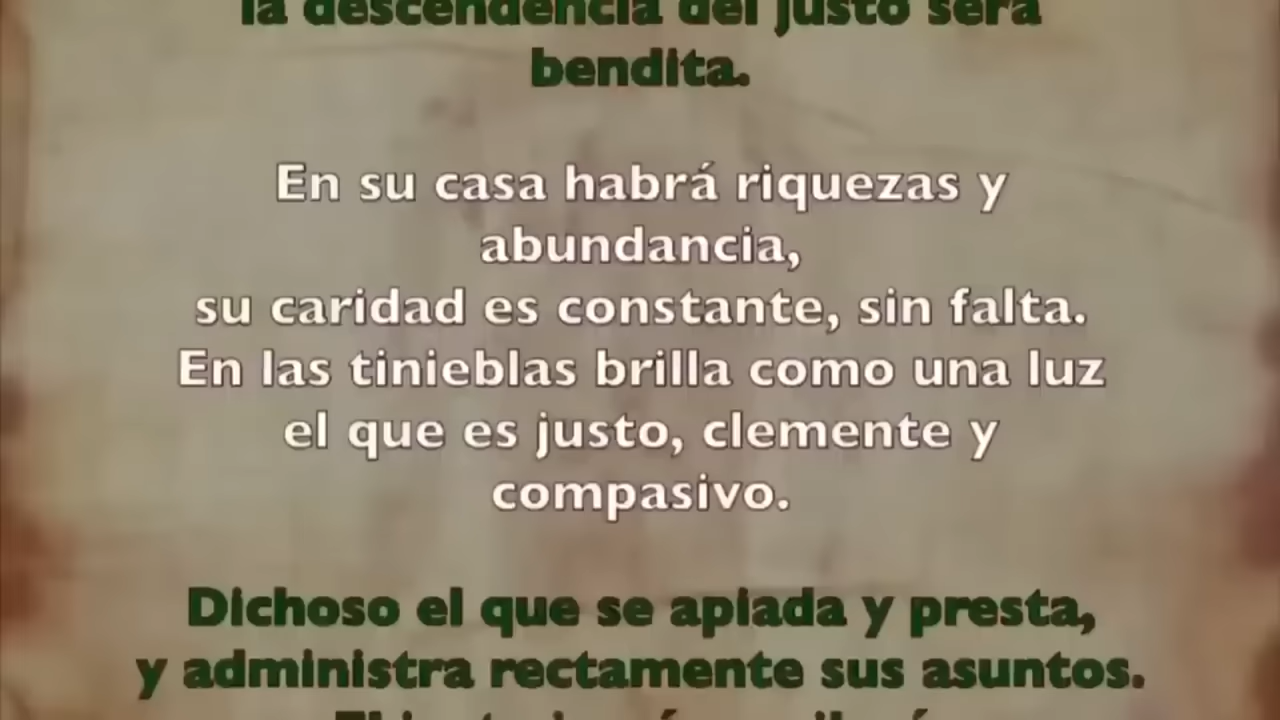 la descendencia del justo será
bendita.
En su casa habrá riquezas y
abundancia,
su caridad es constante, sin falta.
En las tinieblas brilla como una luz
el que es justo, clemente y
compasivo.
Dichoso el que se apiada y presta,
y administra rectamente sus asuntos.